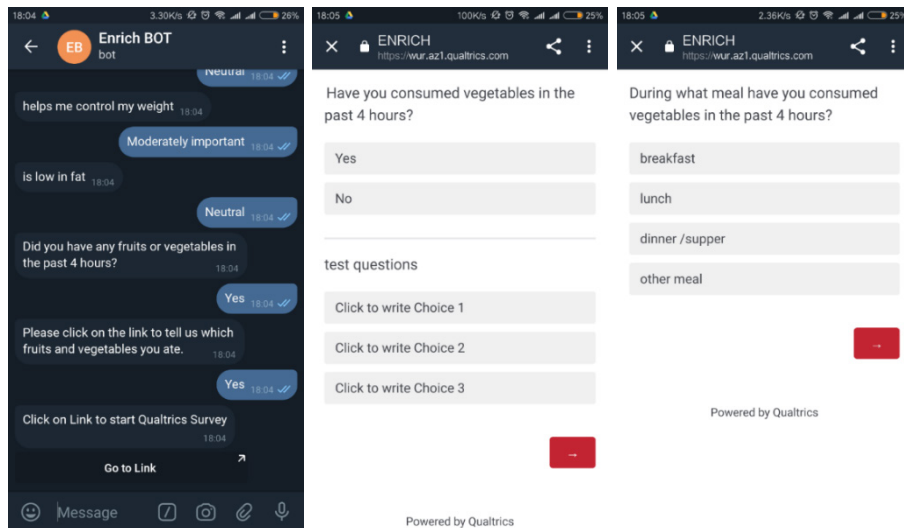 18:04 3.30K/s 26%
EB
Enrich BOT
bot
Neutral 18:04
helps me control my weight 18:04
Moderately important 18:04
is low in fat 18:04
Neutral 18:04
Did you have any fruits or vegetables in
the past 4 hours? 18:04
Yes 18:04
Please click on the link to tell us which
fruits and vegetables you ate. 18:04
Yes 18:04
Click on Link to start Qualtrics Survey
18:04
Go to Link
Message
18:05 100K/s 25%
ENRICH
https://wur.az1.qualtrics.com
Have you consumed vegetables in the
past 4 hours?
Yes
No
test questions
Click to write Choice 1
Click to write Choice 2
Click to write Choice 3
→
Powered by Qualtrics
18:05 2.36K/s 25%
ENRICH
https://wur.az1.qualtrics.com
During what meal have you consumed
vegetables in the past 4 hours?
breakfast
lunch
dinner /supper
other meal
→
Powered by Qualtrics